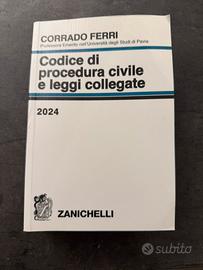 CORRADO FERRI
Professore Emerito nell'Università degli Studi di Pavia
Codice di
procedura civile
e leggi collegate
2024
ZANICHELLI
subito